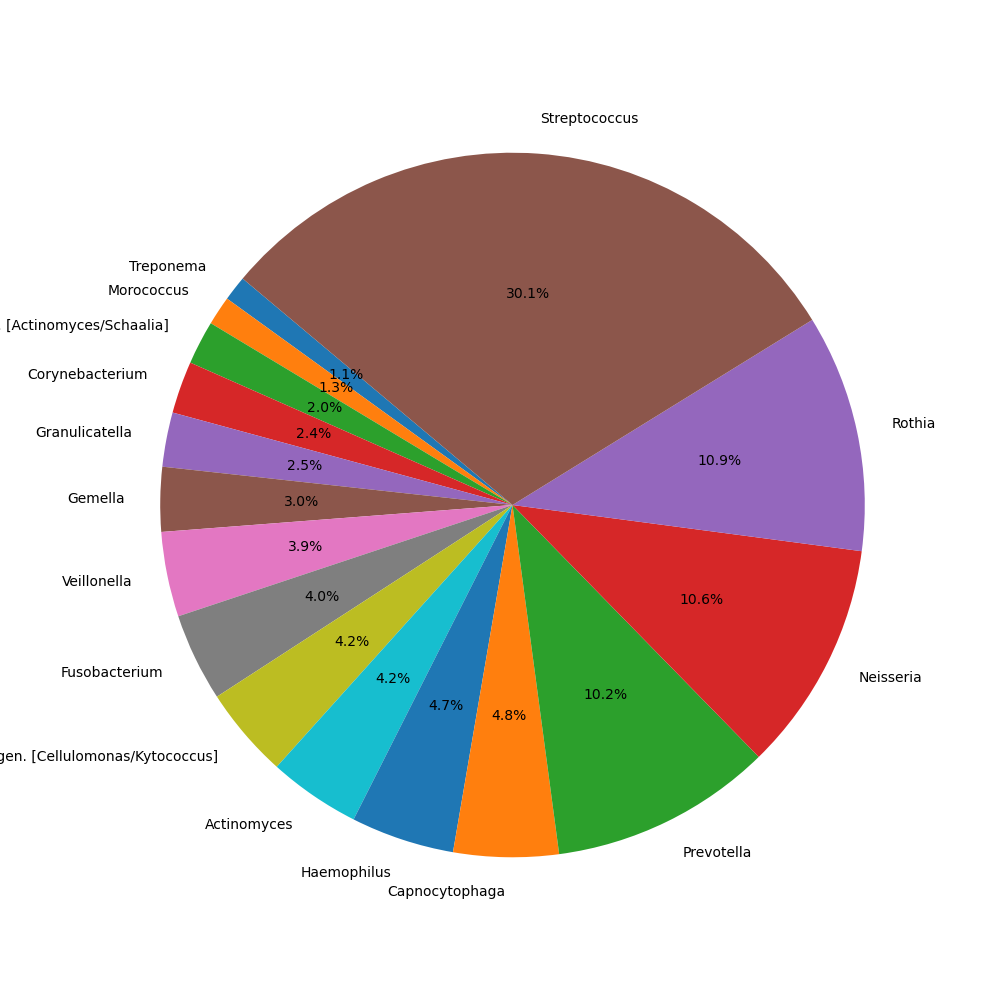 Streptococcus
30.1%
Treponema
1.1%
Morococcus
1.3%
. [Actinomyces/Schaalia]
2.0%
Corynebacterium
2.4%
Granulicatella
2.5%
Gemella
3.0%
Veillonella
3.9%
Fusobacterium
4.0%
gen. [Cellulomonas/Kytococcus]
4.2%
Actinomyces
4.2%
Haemophilus
4.7%
Capnocytophaga
4.8%
Prevotella
10.2%
Neisseria
10.6%
Rothia
10.9%